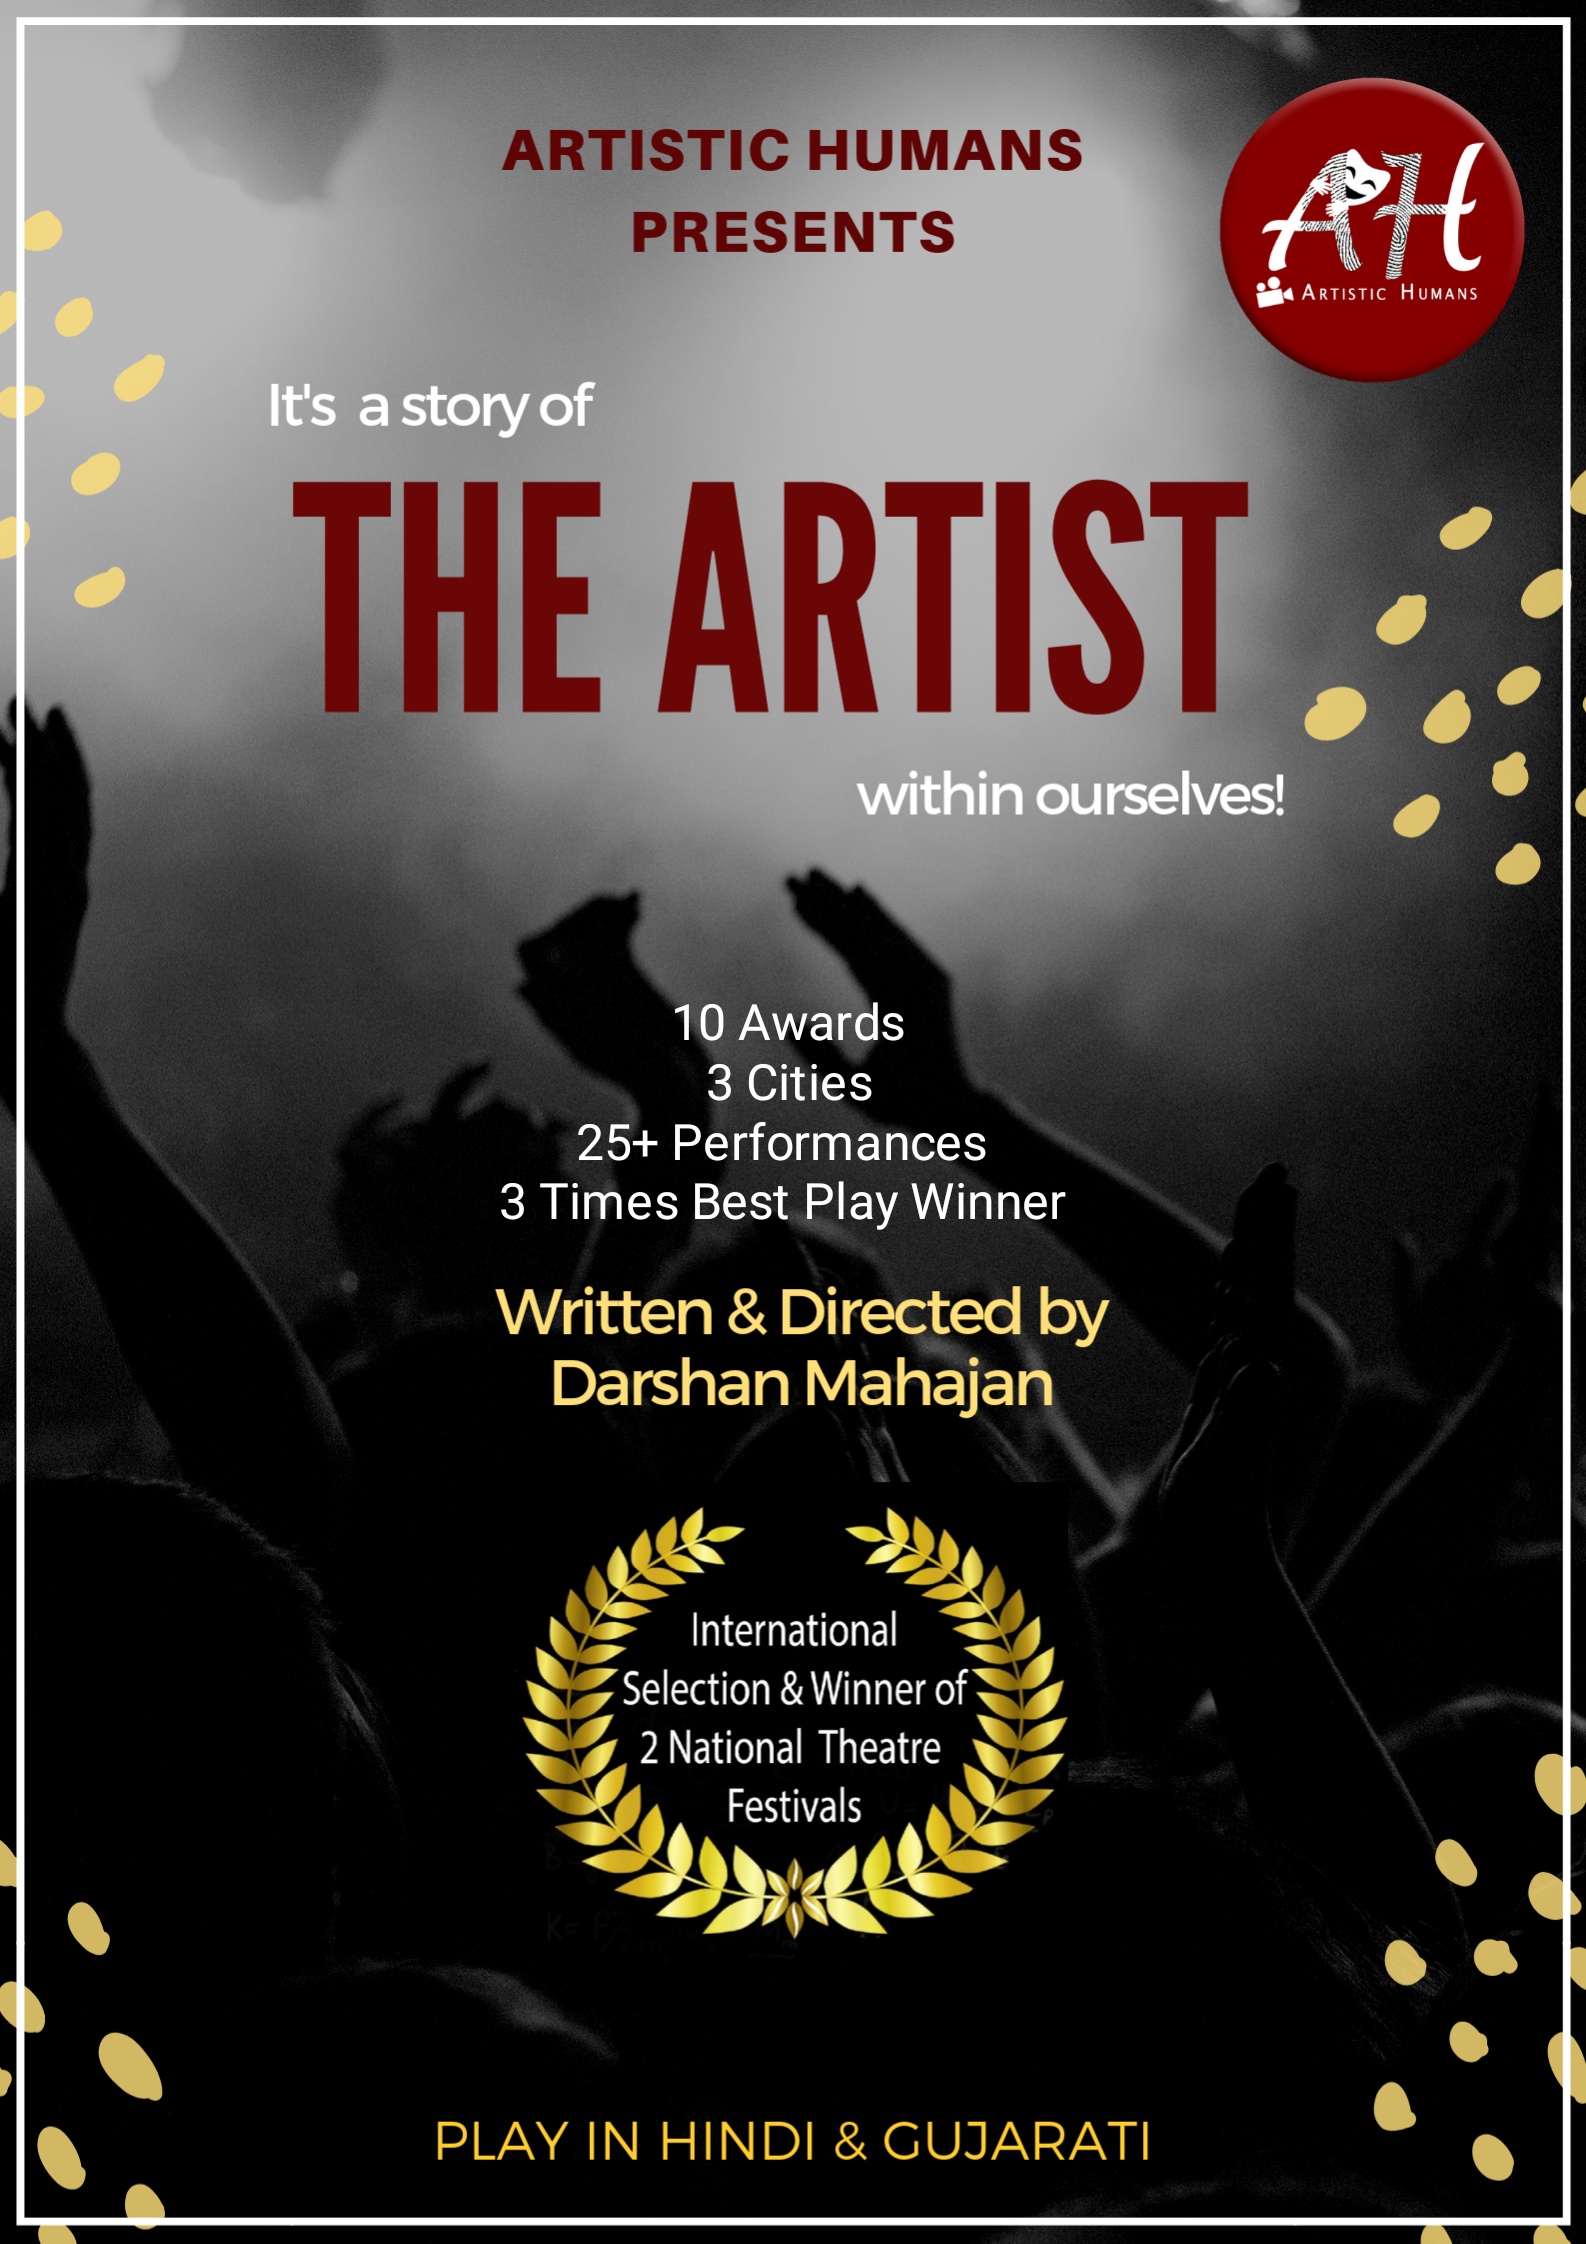 ARTISTIC HUMANS
PRESENTS
AH
ARTISTIC HUMANS
It's a story of
THE ARTIST
within ourselves!
10 Awards
3 Cities
25+ Performances
3 Times Best Play Winner
Written & Directed by
Darshan Mahajan
International
Selection & Winner of
2 National Theatre
Festivals
PLAY IN HINDI & GUJARATI